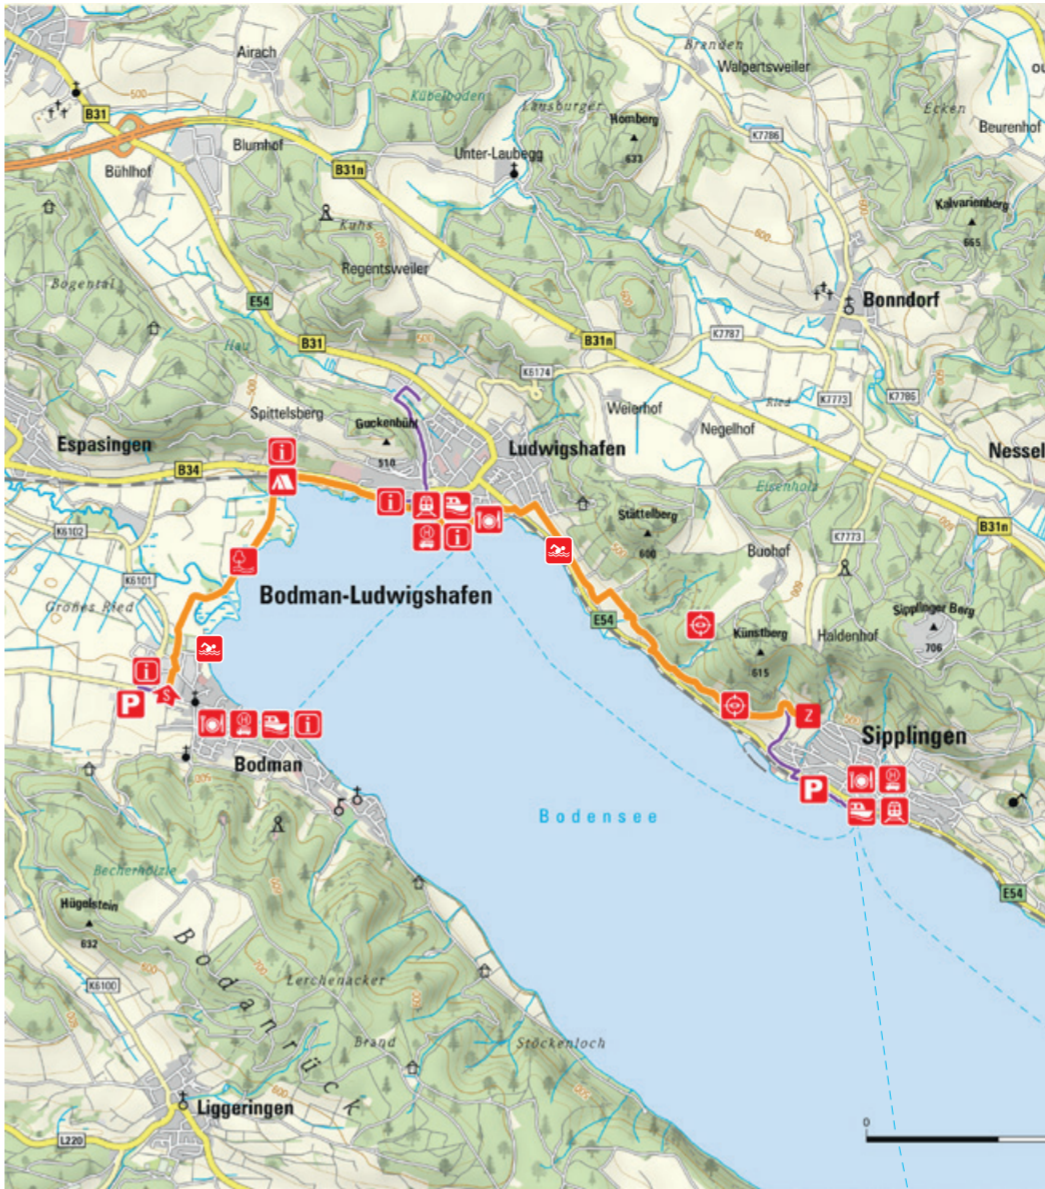 Airach
Branden
Walpertsweiler
Kübelboden
Ecken
B31
Lansburger
Homberg
633
K7786
Beurenhof
500
Blumhof
Unter-Laubegg
Bühlhof
B31n
Kalvarienberg
665
600
Kuhs
Regentsweiler
Bogental
E54
Bonndorf
B31
B31n
K7787
Hau
K6174
500
Spittelsberg
Guckenbühl
510
Weierhof
Ried
K7773
K7786
Negelhof
Espasingen
Ludwigshafen
Nessel
B34
Eisenholz
Stättelberg
600
B31n
K6102
K7773
Buohof
K6101
Bodman-Ludwigshafen
Großes Ried
E54
Künstberg
615
Haldenhof
Sipplinger Berg
706
i
P
S
Z
H
i
Sipplingen
Bodman
P
H
Bodensee
Becherhölzle
E54
Hügelstein
632
Bodanrück
Lerchenacker
K6100
Brand
Stöckenloch
Liggeringen
L220
0